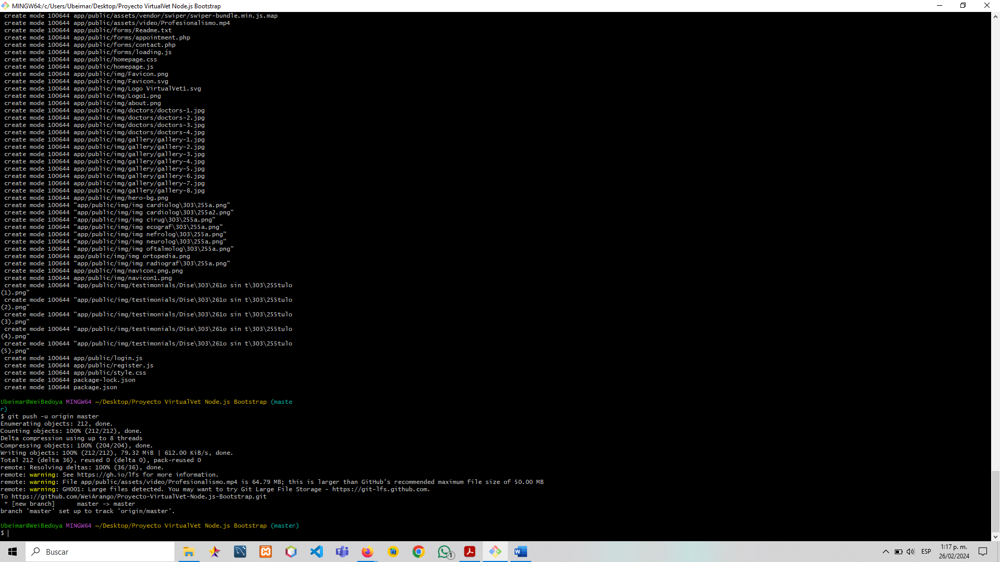 MINGW64:/c/Users/Ubeimar/Desktop/Proyecto VirtualVet Node.js Bootstrap
create mode 100644 app/public/assets/vendor/swiper/swiper-bundle.min.js.map
create mode 100644 app/public/assets/video/Profesionalismo.mp4
create mode 100644 app/public/forms/Readme.txt
create mode 100644 app/public/forms/appointment.php
create mode 100644 app/public/forms/contact.php
create mode 100644 app/public/forms/loading.js
create mode 100644 app/public/homepage.css
create mode 100644 app/public/homepage.js
create mode 100644 app/public/img/Favicon.png
create mode 100644 app/public/img/Favicon.svg
create mode 100644 app/public/img/Logo VirtualVet1.svg
create mode 100644 app/public/img/Logo1.png
create mode 100644 app/public/img/about.png
create mode 100644 app/public/img/doctors/doctors-1.jpg
create mode 100644 app/public/img/doctors/doctors-2.jpg
create mode 100644 app/public/img/doctors/doctors-3.jpg
create mode 100644 app/public/img/doctors/doctors-4.jpg
create mode 100644 app/public/img/gallery/gallery-1.jpg
create mode 100644 app/public/img/gallery/gallery-2.jpg
create mode 100644 app/public/img/gallery/gallery-3.jpg
create mode 100644 app/public/img/gallery/gallery-4.jpg
create mode 100644 app/public/img/gallery/gallery-5.jpg
create mode 100644 app/public/img/gallery/gallery-6.jpg
create mode 100644 app/public/img/gallery/gallery-7.jpg
create mode 100644 app/public/img/gallery/gallery-8.jpg
create mode 100644 app/public/img/hero-bg.png
create mode 100644 "app/public/img/img cardiolog\303\255a.png"
create mode 100644 "app/public/img/img cardiolog\303\255a2.png"
create mode 100644 "app/public/img/img cirug\303\255a.png"
create mode 100644 "app/public/img/img ecograf\303\255a.png"
create mode 100644 "app/public/img/img nefrolog\303\255a.png"
create mode 100644 "app/public/img/img neurolog\303\255a.png"
create mode 100644 "app/public/img/img oftalmolog\303\255a.png"
create mode 100644 app/public/img/img ortopedia.png
create mode 100644 "app/public/img/img radiograf\303\255a.png"
create mode 100644 app/public/img/navicon.png.png
create mode 100644 app/public/img/navicon1.png
create mode 100644 "app/public/img/testimonials/Dise\303\261o sin t\303\255tulo
(1).png"
create mode 100644 "app/public/img/testimonials/Dise\303\261o sin t\303\255tulo
(2).png"
create mode 100644 "app/public/img/testimonials/Dise\303\261o sin t\303\255tulo
(3).png"
create mode 100644 "app/public/img/testimonials/Dise\303\261o sin t\303\255tulo
(4).png"
create mode 100644 "app/public/img/testimonials/Dise\303\261o sin t\303\255tulo
(5).png"
create mode 100644 app/public/login.js
create mode 100644 app/public/register.js
create mode 100644 app/public/style.css
create mode 100644 package-lock.json
create mode 100644 package.json
Ubeimar@WeiBedoya MINGW64 ~/Desktop/Proyecto VirtualVet Node.js Bootstrap (maste
r)
$ git push -u origin master
Enumerating objects: 212, done.
Counting objects: 100% (212/212), done.
Delta compression using up to 8 threads
Compressing objects: 100% (204/204), done.
Writing objects: 100% (212/212), 79.32 MiB | 612.00 KiB/s, done.
Total 212 (delta 36), reused 0 (delta 0), pack-reused 0
remote: Resolving deltas: 100% (36/36), done.
remote: warning: See https://gh.io/lfs for more information.
remote: warning: File app/public/assets/video/Profesionalismo.mp4 is 64.79 MB; this is larger than GitHub's recommended maximum file size of 50.00 MB
remote: warning: GH001: Large files detected. You may want to try Git Large File Storage - https://git-lfs.github.com.
To https://github.com/WeiArango/Proyecto-VirtualVet-Node.js-Bootstrap.git
* [new branch]      master -> master
branch 'master' set up to track 'origin/master'.
Ubeimar@WeiBedoya MINGW64 ~/Desktop/Proyecto VirtualVet Node.js Bootstrap (master)
$
Buscar
1
ESP
1:17 p. m.
26/02/2024